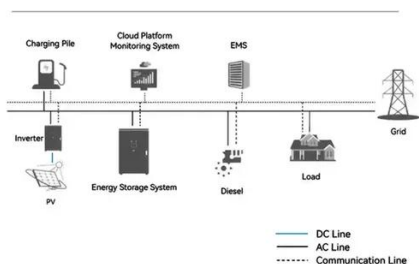 Charging Pile
Cloud Platform
Monitoring System
EMS
Grid
Inverter
PV
Energy Storage System
Diesel
Load
DC Line
AC Line
Communication Line